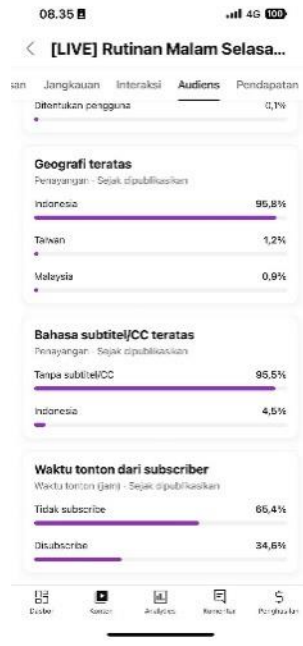 08.35
4G 100
[LIVE] Rutinan Malam Selasa...
an Jangkauan Interaksi Audiens Pendapatan
Ditentukan pengguna 0,1%
Geografi teratas
Penayangan · Sejak dipublikasikan
Indonesia 95,8%
Taiwan 1,2%
Malaysia 0,9%
Bahasa subtitel/CC teratas
Penayangan · Sejak dipublikasikan
Tanpa subtitel/CC 95,5%
Indonesia 4,5%
Waktu tonton dari subscriber
Waktu tonton (jam) · Sejak dipublikasikan
Tidak subscribe 65,4%
Disubscribe 34,6%
Dasbor Konten Analytics Komentar Penghasilan